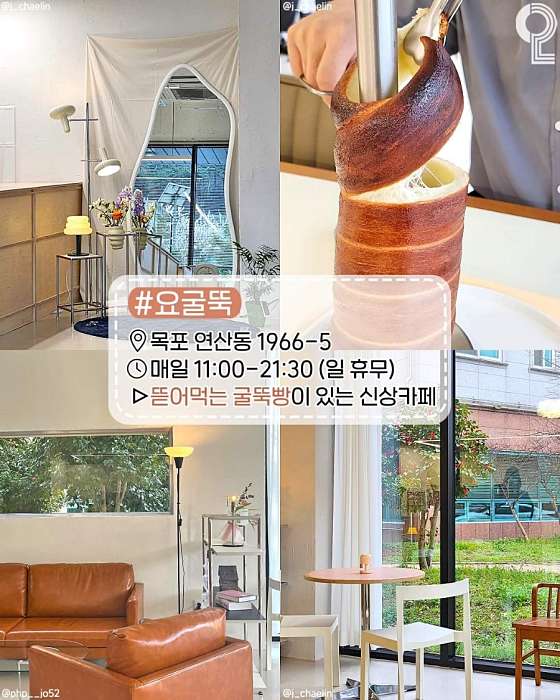 @j_chaelin
@j_chaelin
#요굴뚝
목포 연산동 1966-5
매일 11:00-21:30 (일 휴무)
▷뜯어먹는 굴뚝빵이 있는 신상카페
@php__jo52
@j_chaelin